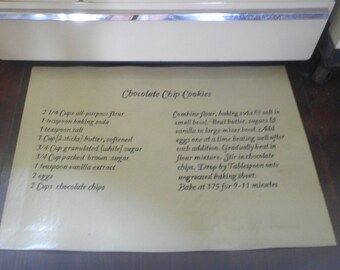 Chocolate Chip Cookies
2 1/4 Cups all-purpose flour
1 teaspoon baking soda
1 teaspoon salt
1 Cup[2 sticks] butter, softened
3/4 Cup granulated [white] sugar
3/4 Cup packed brown sugar
1 teaspoon vanilla extract
2 eggs
2 Cups chocolate chips
Combine flour, baking soda & salt in
small bowl. Beat butter, sugars &
vanilla in large mixer bowl. Add
eggs one at a time beating well after
each addition. Gradually beat in
flour mixture. Stir in chocolate
chips. Drop by Tablespoon onto
ungreased baking sheet.
Bake at 375 for 9-11 minutes